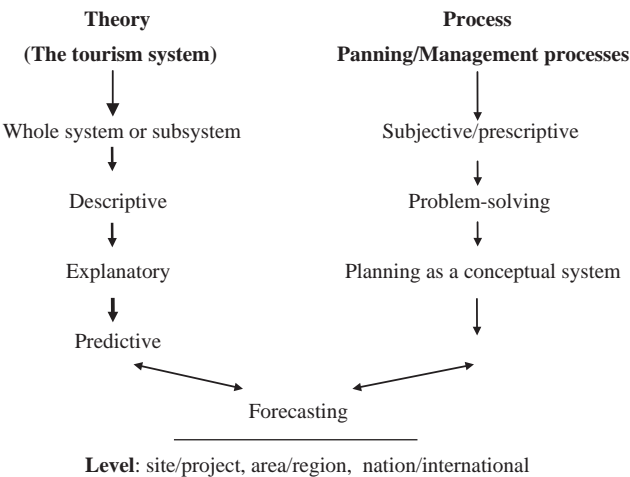 Theory
(The tourism system)
Whole system or subsystem
Descriptive
Explanatory
Predictive
Process
Panning/Management processes
Subjective/prescriptive
Problem-solving
Planning as a conceptual system
Forecasting
Level: site/project, area/region, nation/international